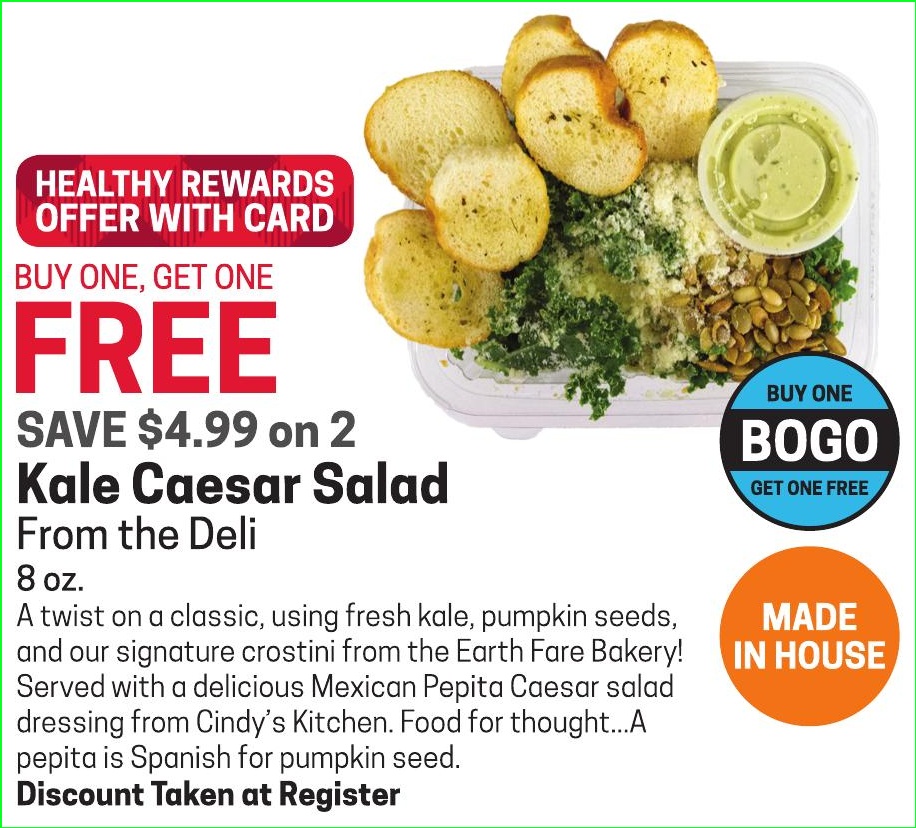 HEALTHY REWARDS
OFFER WITH CARD
BUY ONE, GET ONE
FREE
SAVE $4.99 on 2
Kale Caesar Salad
From the Deli
8 oz.
A twist on a classic, using fresh kale, pumpkin seeds,
and our signature crostini from the Earth Fare Bakery!
Served with a delicious Mexican Pepita Caesar salad
dressing from Cindy's Kitchen. Food for thought...A
pepita is Spanish for pumpkin seed.
Discount Taken at Register
BUY ONE
BOGO
GET ONE FREE
MADE
IN HOUSE